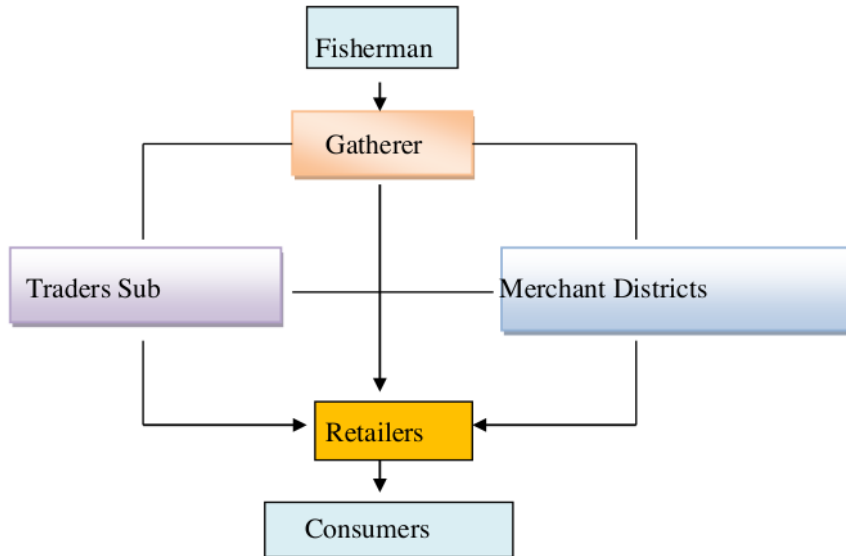 Fisherman
Gatherer
Traders Sub
Merchant Districts
Retailers
Consumers